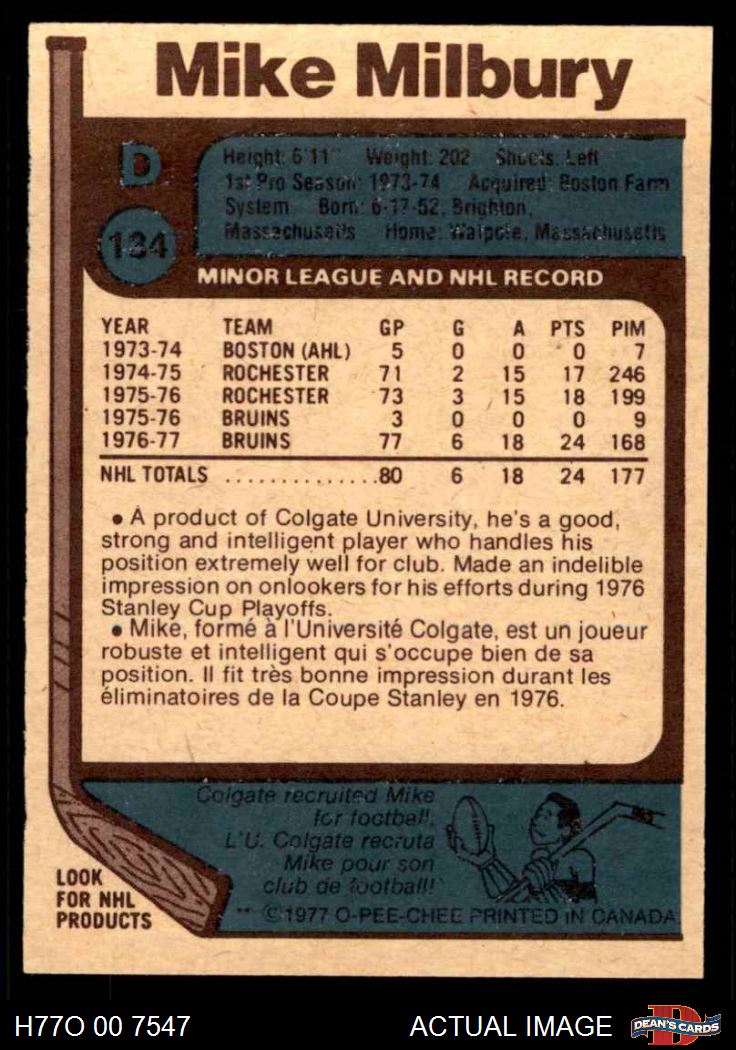 Mike Milbury
D
Height: 6'11" Weight: 202 Shoots: Left
1st Pro Season: 1973-74 Acquired: Boston Farm
System Born: 6-17-52, Brighton,
Massachusetts Home: Walpole, Massachusetts
134
MINOR LEAGUE AND NHL RECORD
YEAR TEAM GP G A PTS PIM
1973-74 BOSTON (AHL) 5 0 0 0 7
1974-75 ROCHESTER 71 2 15 17 246
1975-76 ROCHESTER 73 3 15 18 199
1975-76 BRUINS 3 0 0 0 9
1976-77 BRUINS 77 6 18 24 168
NHL TOTALS ..............80 6 18 24 177
• A product of Colgate University, he's a good,
strong and intelligent player who handles his
position extremely well for club. Made an indelible
impression on onlookers for his efforts during 1976
Stanley Cup Playoffs.
• Mike, formé à l'Université Colgate, est un joueur
robuste et intelligent qui s'occupe bien de sa
position. Il fit très bonne impression durant les
éliminatoires de la Coupe Stanley en 1976.
Colgate recruited Mike
for football.
L'U. Colgate recruta
Mike pour son
club de football!
LOOK
FOR NHL
PRODUCTS
** ©1977 O-PEE-CHEE PRINTED IN CANADA
H77O 00 7547
ACTUAL IMAGE
D
DEAN'S CARDS